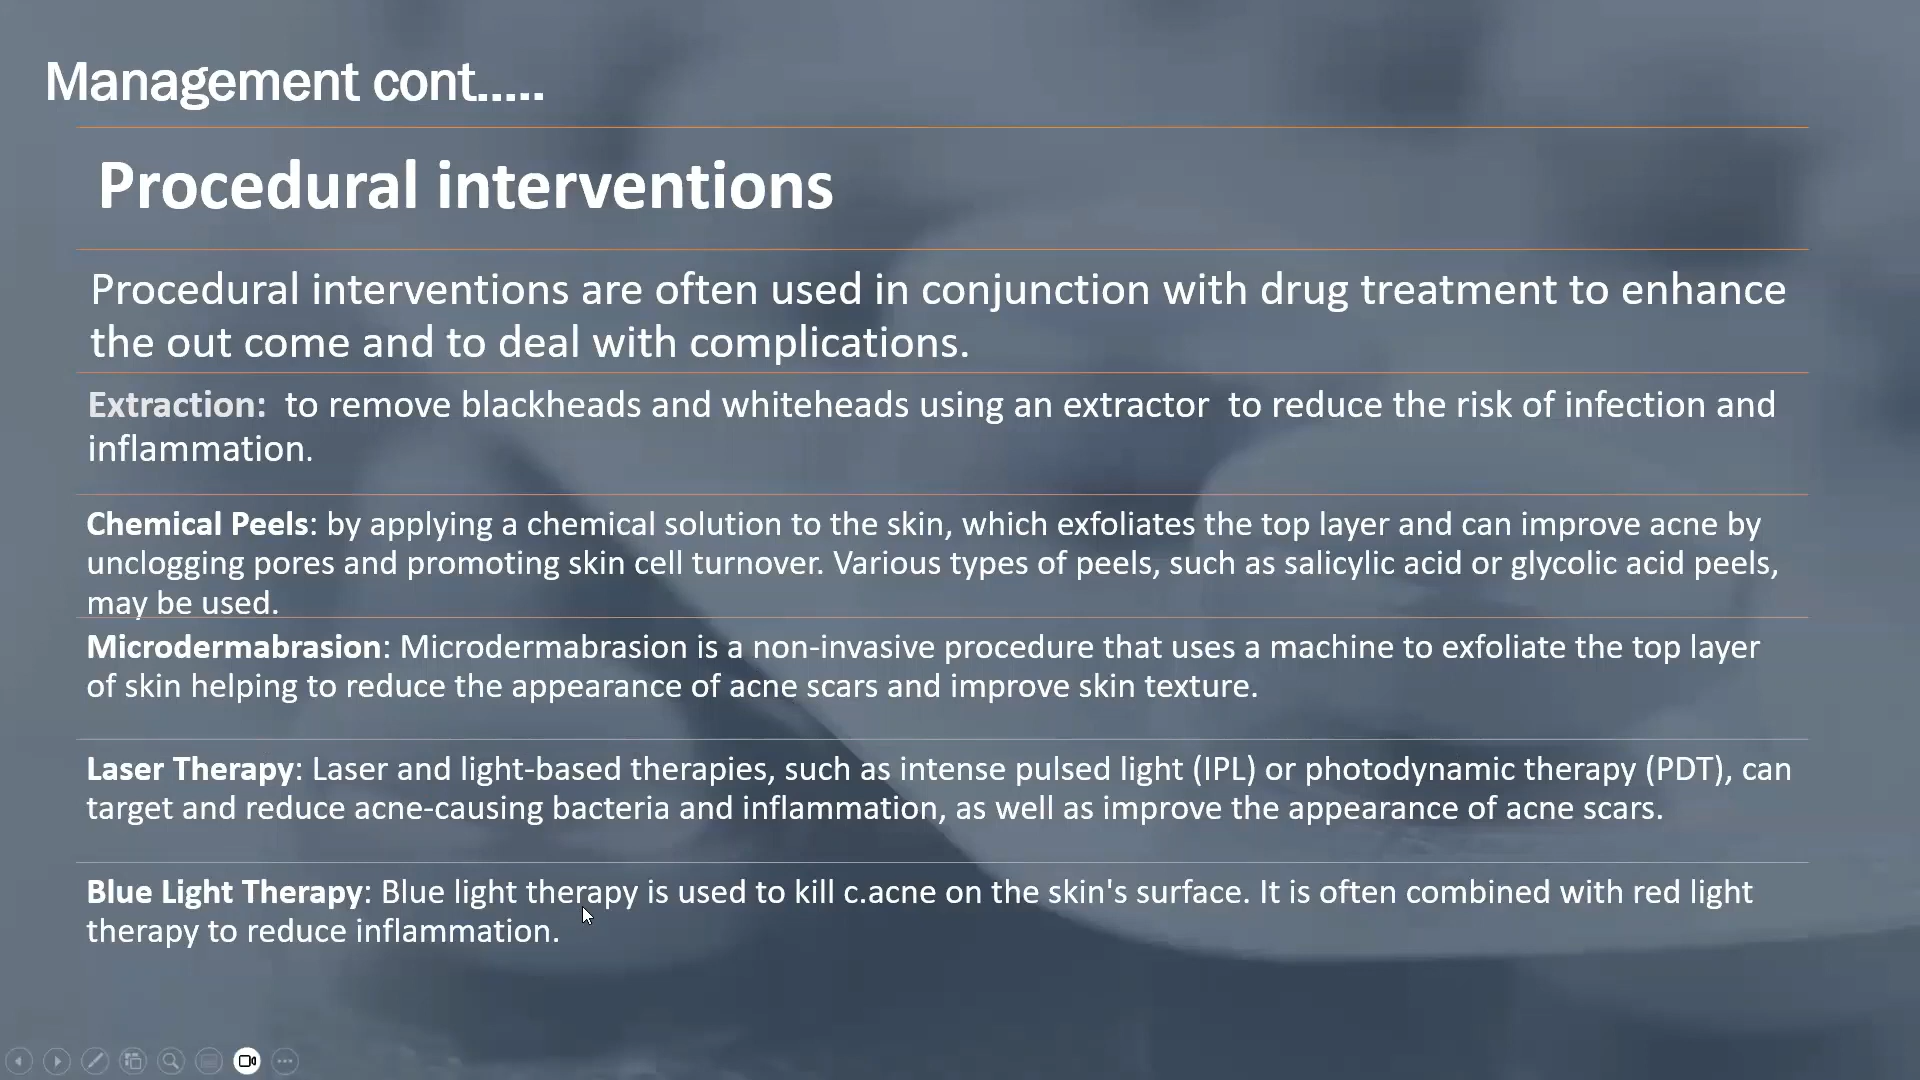 Management cont.....
Procedural interventions
Procedural interventions are often used in conjunction with drug treatment to enhance
the out come and to deal with complications.
Extraction:  to remove blackheads and whiteheads using an extractor  to reduce the risk of infection and
inflammation.
Chemical Peels: by applying a chemical solution to the skin, which exfoliates the top layer and can improve acne by
unclogging pores and promoting skin cell turnover. Various types of peels, such as salicylic acid or glycolic acid peels,
may be used.
Microdermabrasion: Microdermabrasion is a non-invasive procedure that uses a machine to exfoliate the top layer
of skin helping to reduce the appearance of acne scars and improve skin texture.
Laser Therapy: Laser and light-based therapies, such as intense pulsed light (IPL) or photodynamic therapy (PDT), can
target and reduce acne-causing bacteria and inflammation, as well as improve the appearance of acne scars.
Blue Light Therapy: Blue light therapy is used to kill c.acne on the skin's surface. It is often combined with red light
therapy to reduce inflammation.